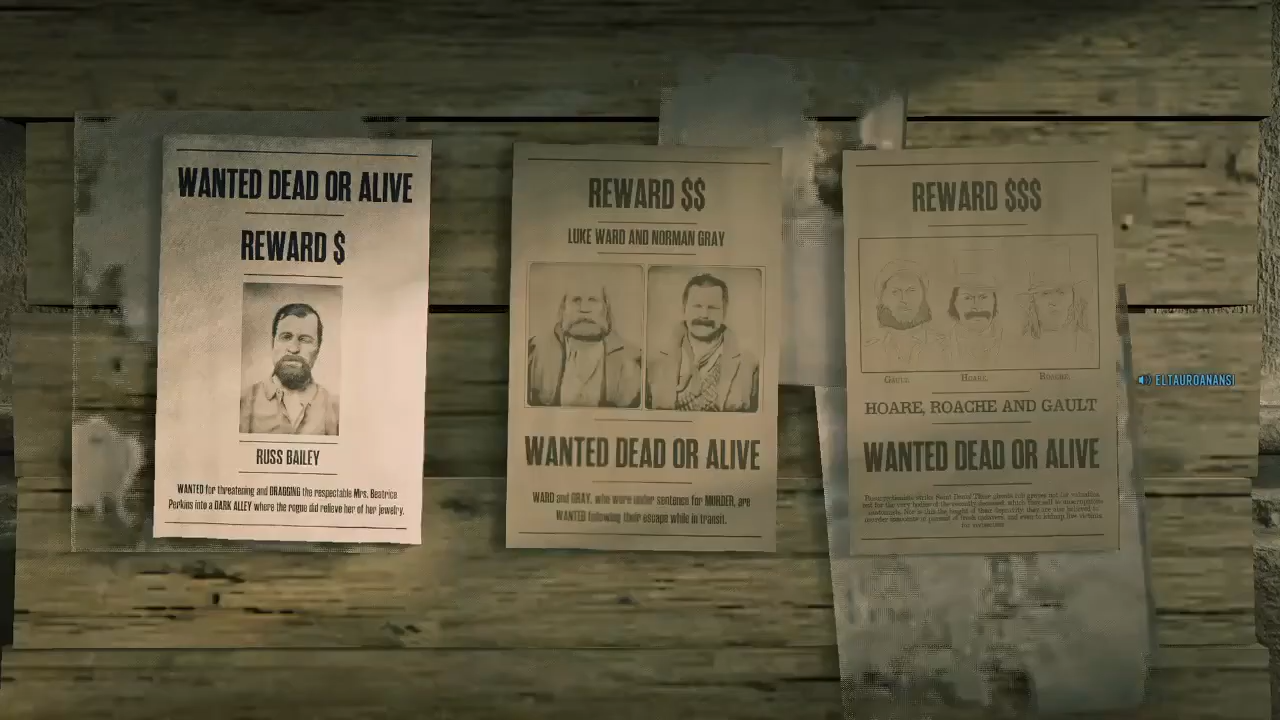 WANTED DEAD OR ALIVE
REWARD $
RUSS BAILEY
WANTED for threatening and DRAGGING the respectable Mrs. Beatrice
Perkins into a DARK ALLEY where the rogue did relieve her of her jewelry.
REWARD $$
LUKE WARD AND NORMAN GRAY
WANTED DEAD OR ALIVE
WARD and GRAY, who were under sentence for MURDER, are
WANTED following their escape while in transit.
REWARD $$$
HOARE, ROACHE AND GAULT
WANTED DEAD OR ALIVE
ELTAUROANANSI